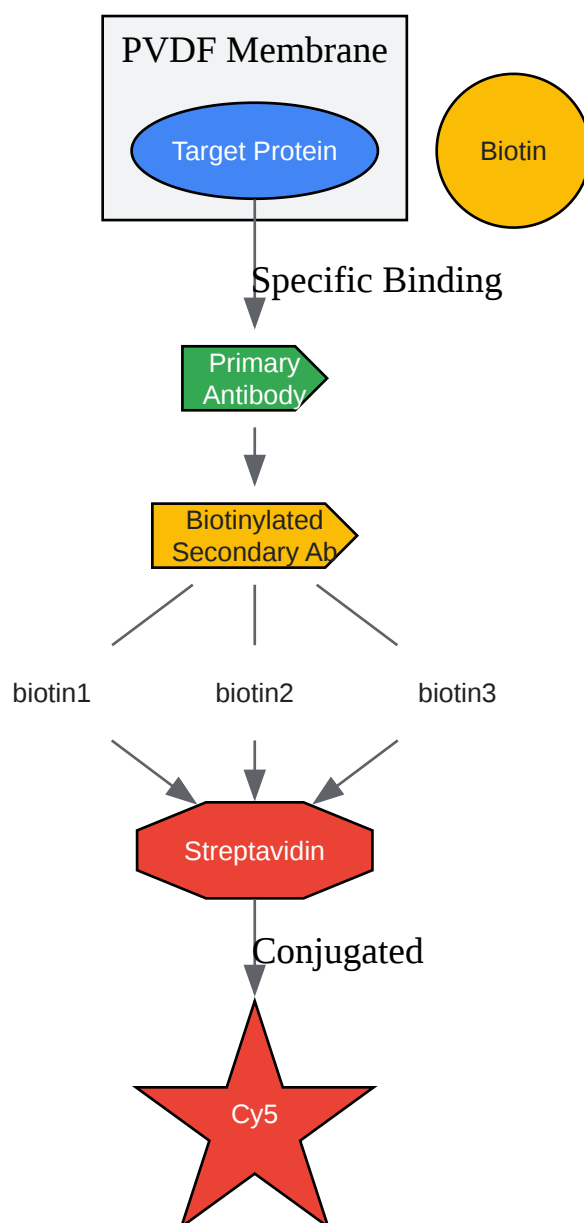 PVDF Membrane
Target Protein
Biotin
Specific Binding
Primary
Antibody
Biotinylated
Secondary Ab
biotin1
biotin2
biotin3
Streptavidin
Conjugated
Cy5